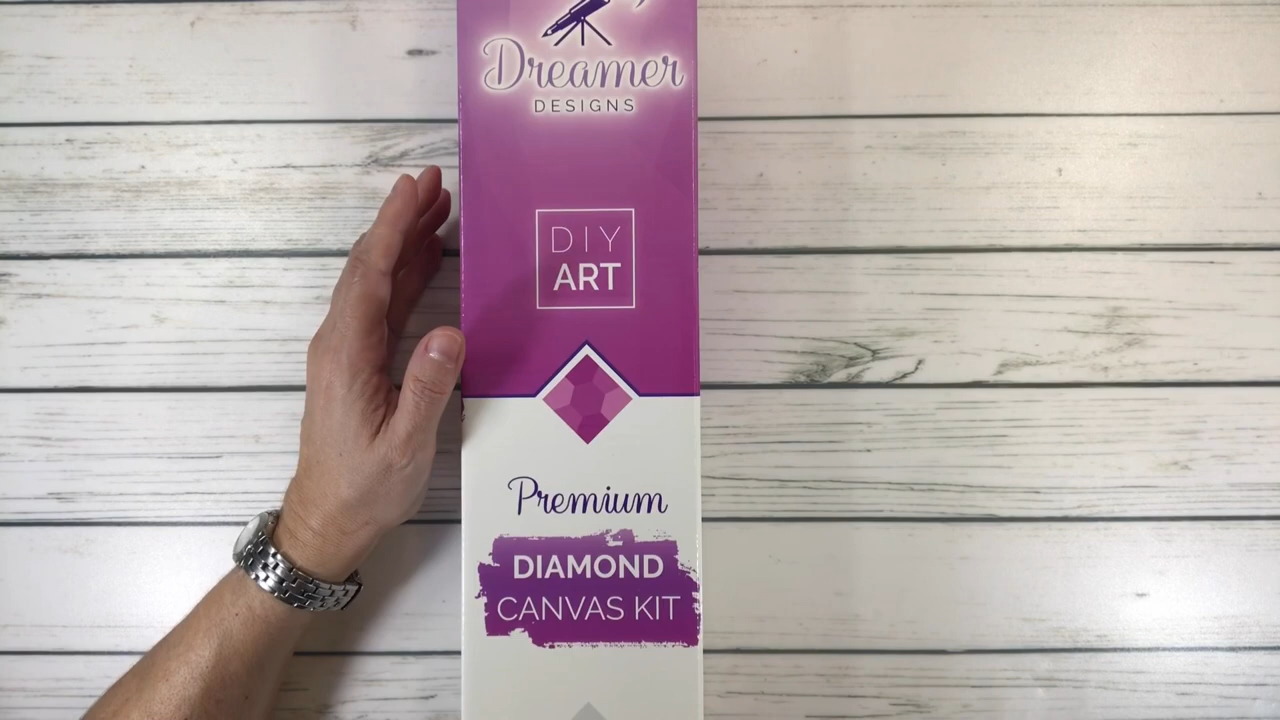 Dreamer
DESIGNS
DIY
ART
Premium
DIAMOND
CANVAS KIT